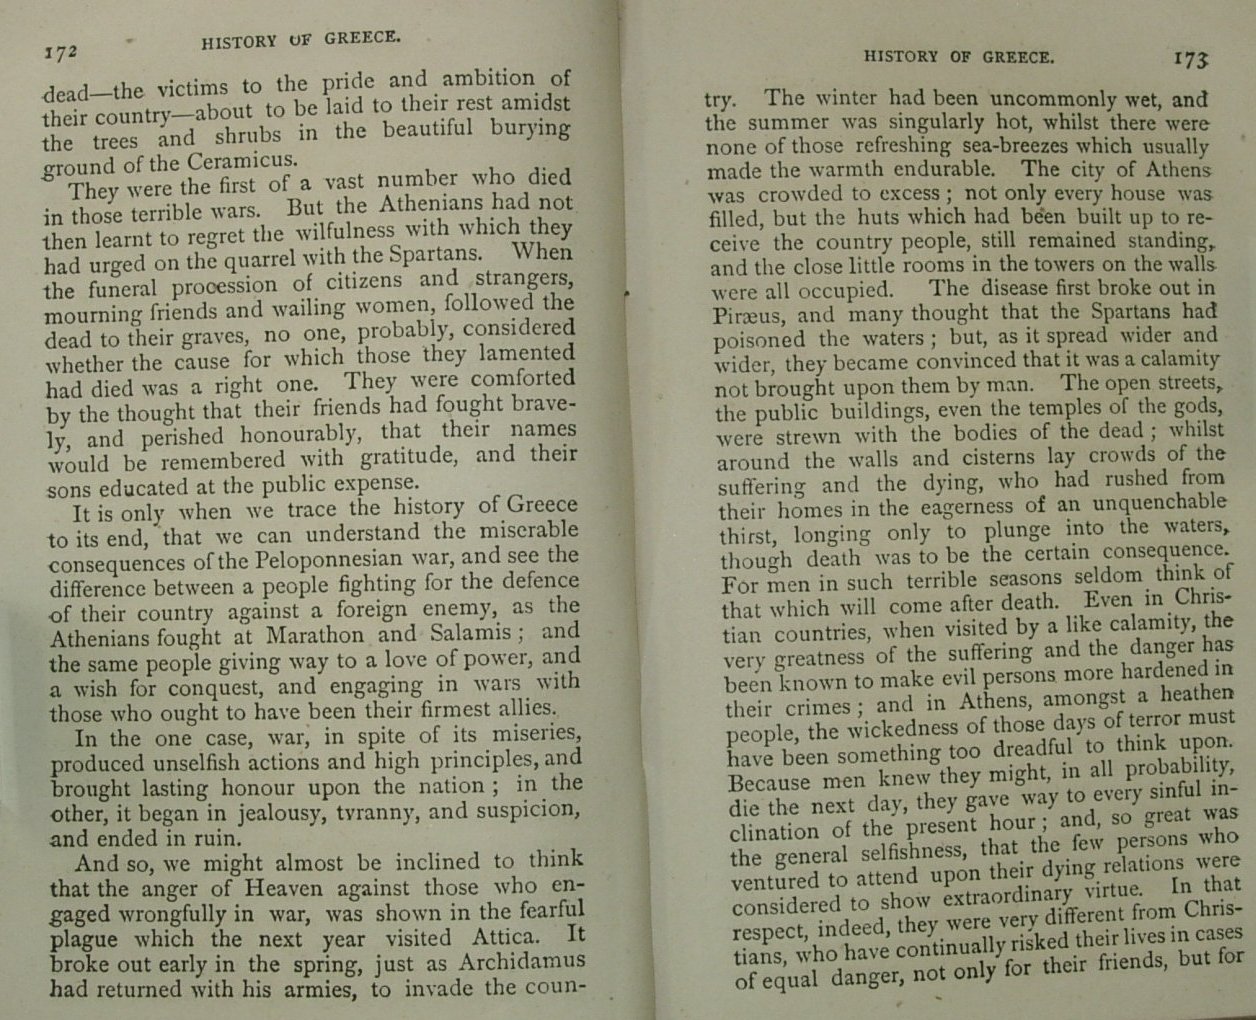 172
HISTORY OF GREECE.
dead—the victims to the pride and ambition of
their country—about to be laid to their rest amidst
the trees and shrubs in the beautiful burying
ground of the Ceramicus.
They were the first of a vast number who died
in those terrible wars. But the Athenians had not
then learnt to regret the wilfulness with which they
had urged on the quarrel with the Spartans. When
the funeral procession of citizens and strangers,
mourning friends and wailing women, followed the
dead to their graves, no one, probably, considered
whether the cause for which those they lamented
had died was a right one. They were comforted
by the thought that their friends had fought brave-
ly, and perished honourably, that their names
would be remembered with gratitude, and their
sons educated at the public expense.
It is only when we trace the history of Greece
to its end, that we can understand the miserable
consequences of the Peloponnesian war, and see the
difference between a people fighting for the defence
of their country against a foreign enemy, as the
Athenians fought at Marathon and Salamis; and
the same people giving way to a love of power, and
a wish for conquest, and engaging in wars with
those who ought to have been their firmest allies.
In the one case, war, in spite of its miseries,
produced unselfish actions and high principles, and
brought lasting honour upon the nation; in the
other, it began in jealousy, tyranny, and suspicion,
and ended in ruin.
And so, we might almost be inclined to think
that the anger of Heaven against those who en-
gaged wrongfully in war, was shown in the fearful
plague which the next year visited Attica. It
broke out early in the spring, just as Archidamus
had returned with his armies, to invade the coun-
HISTORY OF GREECE.
173
try. The winter had been uncommonly wet, and
the summer was singularly hot, whilst there were
none of those refreshing sea-breezes which usually
made the warmth endurable. The city of Athens
was crowded to excess; not only every house was
filled, but the huts which had been built up to re-
ceive the country people, still remained standing,
and the close little rooms in the towers on the walls
were all occupied. The disease first broke out in
Piræus, and many thought that the Spartans had
poisoned the waters; but, as it spread wider and
wider, they became convinced that it was a calamity
not brought upon them by man. The open streets,
the public buildings, even the temples of the gods,
were strewn with the bodies of the dead; whilst
around the walls and cisterns lay crowds of the
suffering and the dying, who had rushed from
their homes in the eagerness of an unquenchable
thirst, longing only to plunge into the waters,
though death was to be the certain consequence.
For men in such terrible seasons seldom think of
that which will come after death. Even in Chris-
tian countries, when visited by a like calamity, the
very greatness of the suffering and the danger has
been known to make evil persons more hardened in
their crimes; and in Athens, amongst a heathen
people, the wickedness of those days of terror must
have been something too dreadful to think upon.
Because men knew they might, in all probability,
die the next day, they gave way to every sinful in-
clination of the present hour; and, so great was
the general selfishness, that the few persons who
ventured to attend upon their dying relations were
considered to show extraordinary virtue. In that
respect, indeed, they were very different from Chris-
tians, who have continually risked their lives in cases
of equal danger, not only for their friends, but for